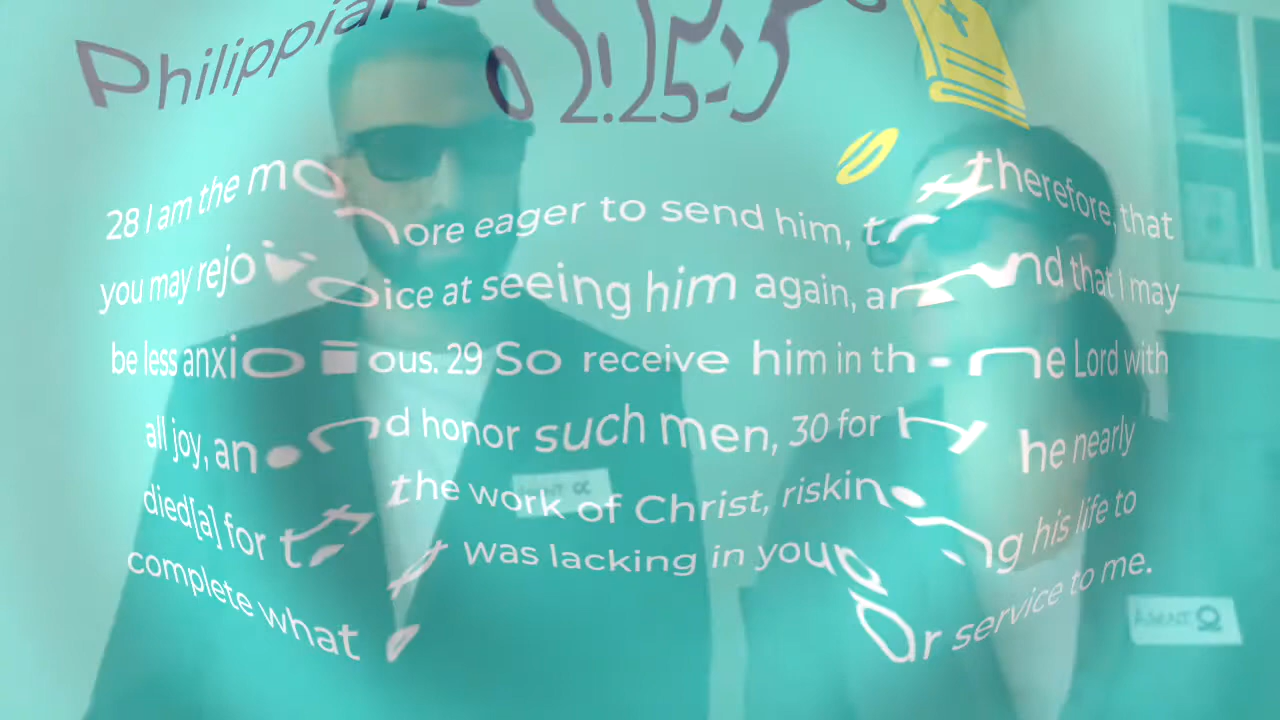 Philippians 2:25-30
28 I am the more eager to send him, therefore, that
you may rejoice at seeing him again, and that I may
be less anxious. 29 So receive him in the Lord with
all joy, and honor such men, 30 for he nearly
died[a] for the work of Christ, risking his life to
complete what was lacking in your service to me.
AGENT
AGENT